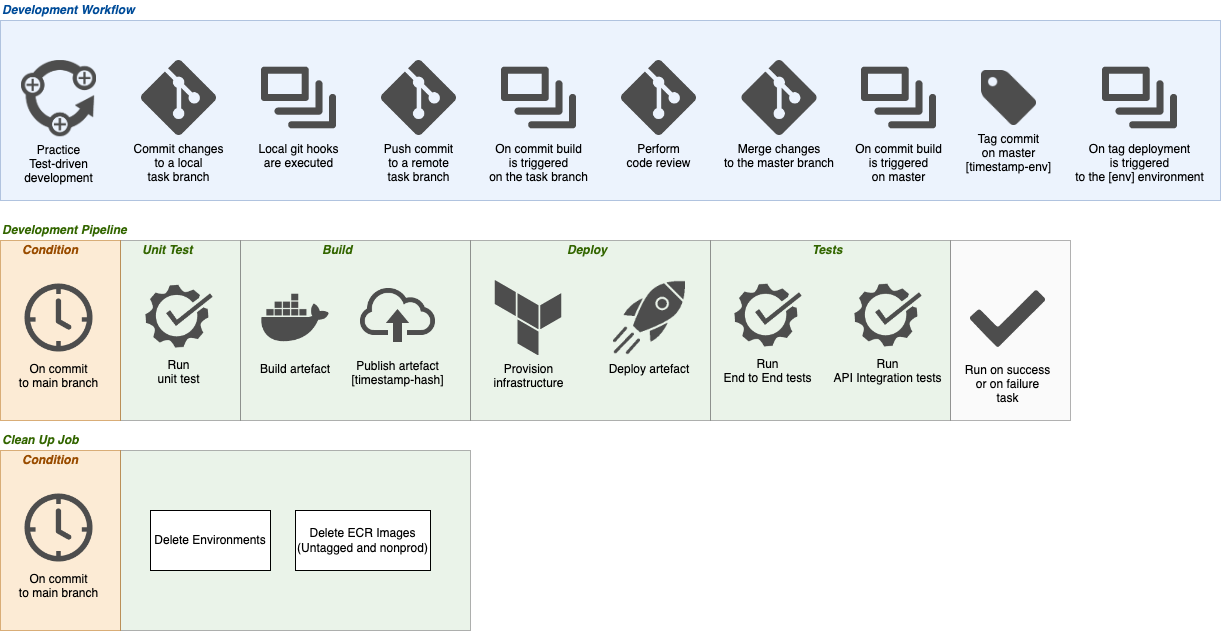 Development Workflow
Practice
Test-driven
development
Commit changes
to a local
task branch
Local git hooks
are executed
Push commit
to a remote
task branch
On commit build
is triggered
on the task branch
Perform
code review
Merge changes
to the master branch
On commit build
is triggered
on master
Tag commit
on master
[timestamp-env]
On tag deployment
is triggered
to the [env] environment
Development Pipeline
Condition
On commit
to main branch
Unit Test
Run
unit test
Build
Build artefact
Publish artefact
[timestamp-hash]
Deploy
Provision
infrastructure
Deploy artefact
Tests
Run
End to End tests
Run
API Integration tests
Run on success
or on failure
task
Clean Up Job
Condition
On commit
to main branch
Delete Environments
Delete ECR Images
(Untagged and nonprod)